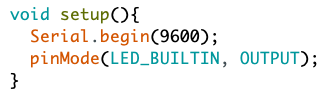 void setup(){
  Serial.begin(9600);
  pinMode(LED_BUILTIN, OUTPUT);
}